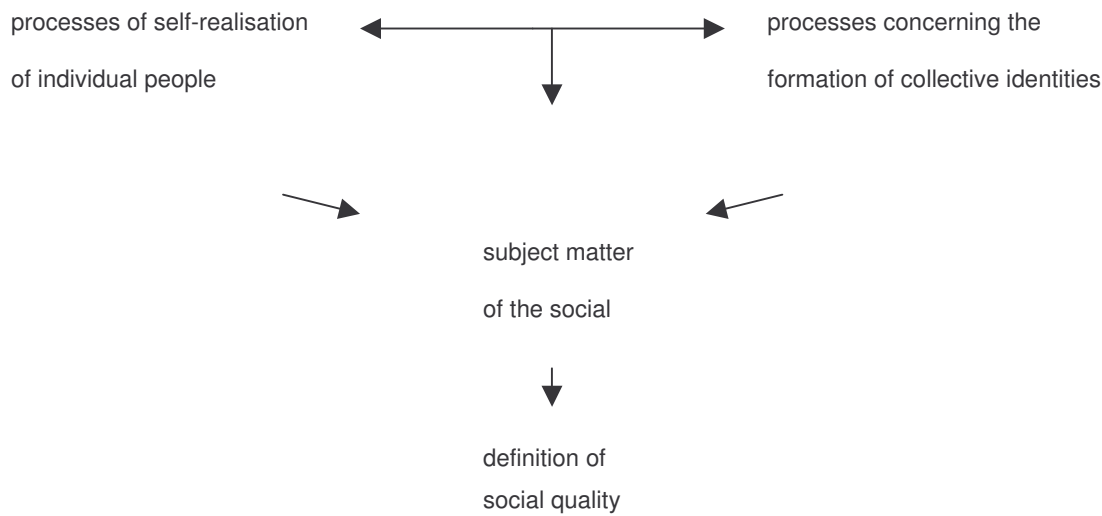 processes of self-realisation
of individual people
processes concerning the
formation of collective identities
subject matter
of the social
definition of
social quality